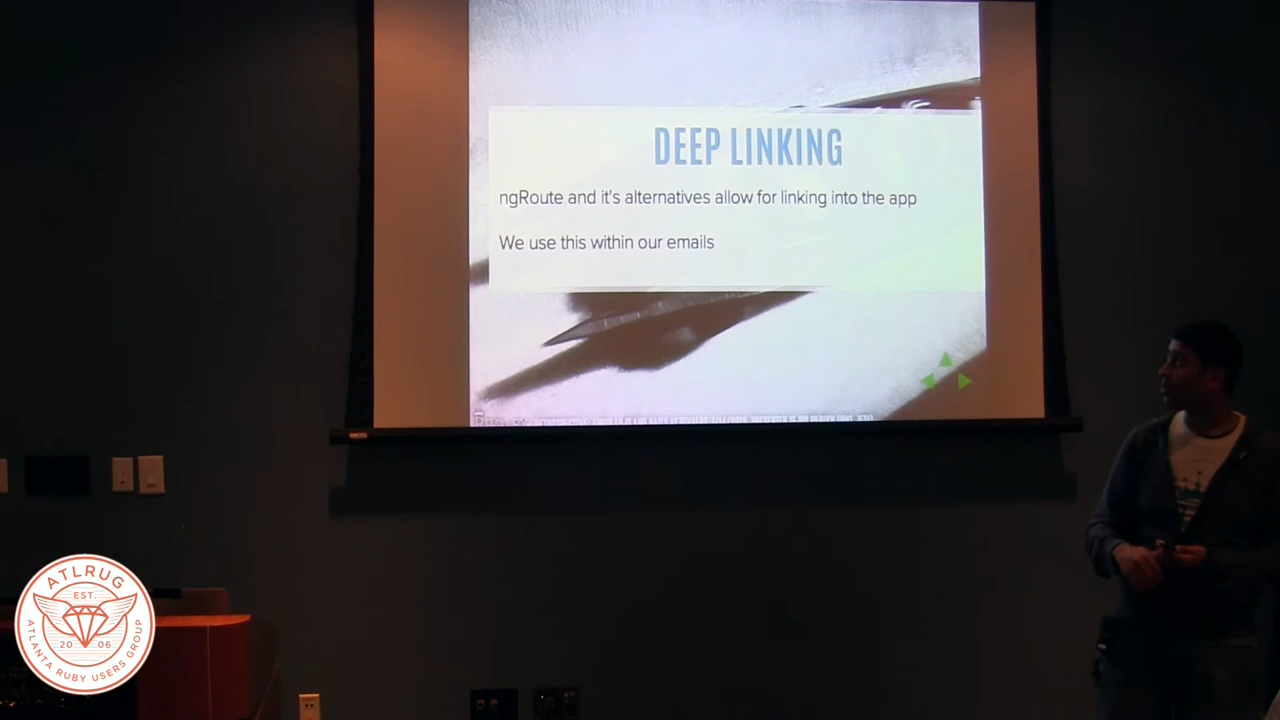 DEEP LINKING
ngRoute and it's alternatives allow for linking into the app
We use this within our emails
ATLRUG
EST.
20 06
ATLANTA RUBY USERS GROUP